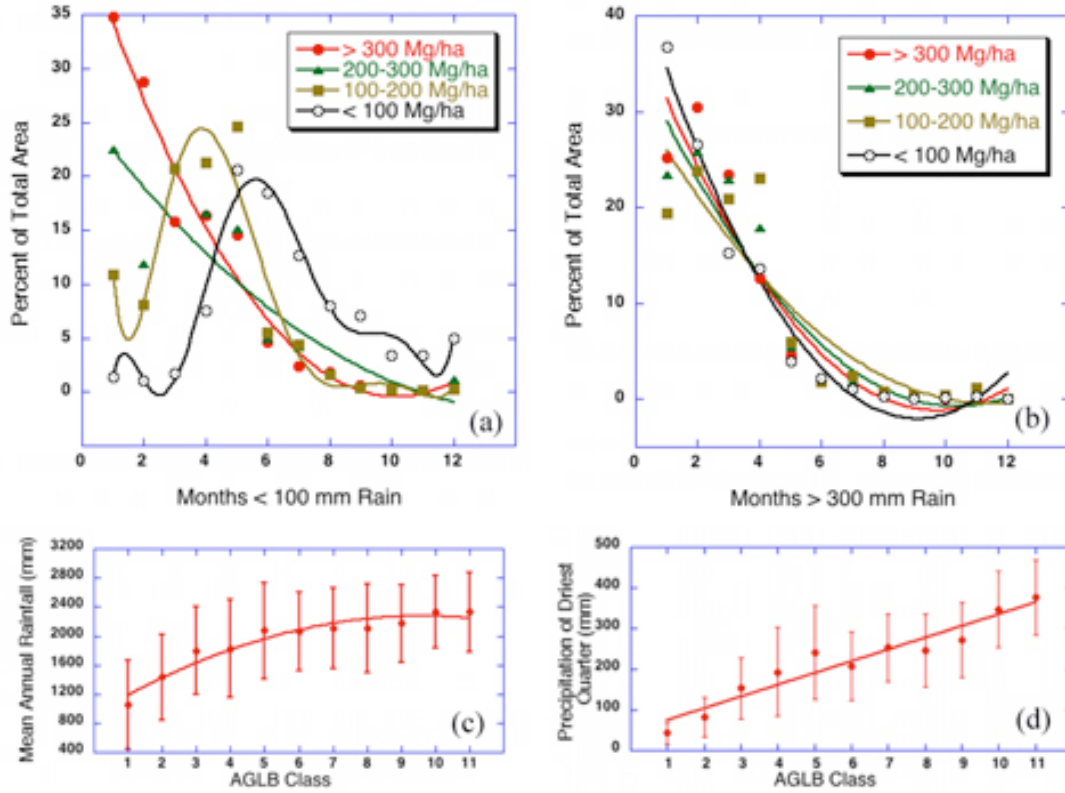 35
30
25
20
15
10
5
0
Percent of Total Area
> 300 Mg/ha
200-300 Mg/ha
100-200 Mg/ha
< 100 Mg/ha
(a)
0 2 4 6 8 10 12
Months < 100 mm Rain
40
30
20
10
0
Percent of Total Area
> 300 Mg/ha
200-300 Mg/ha
100-200 Mg/ha
< 100 Mg/ha
(b)
0 2 4 6 8 10 12
Months > 300 mm Rain
3200
2800
2400
2000
1600
1200
800
400
Mean Annual Rainfall (mm)
(c)
1 2 3 4 5 6 7 8 9 10 11
AGLB Class
500
400
300
200
100
0
Precipitation of Driest
Quarter (mm)
(d)
1 2 3 4 5 6 7 8 9 10 11
AGLB Class